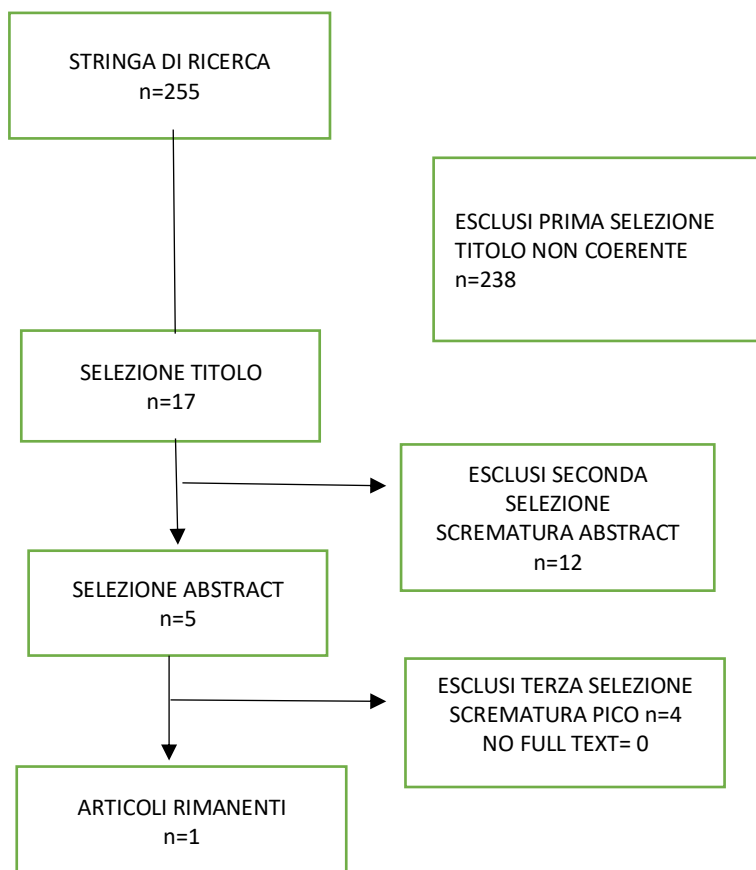 STRINGA DI RICERCA
n=255
ESCLUSI PRIMA SELEZIONE
TITOLO NON COERENTE
n=238
SELEZIONE TITOLO
n=17
ESCLUSI SECONDA
SELEZIONE
SCREMATURA ABSTRACT
n=12
SELEZIONE ABSTRACT
n=5
ESCLUSI TERZA SELEZIONE
SCREMATURA PICO n=4
NO FULL TEXT= 0
ARTICOLI RIMANENTI
n=1